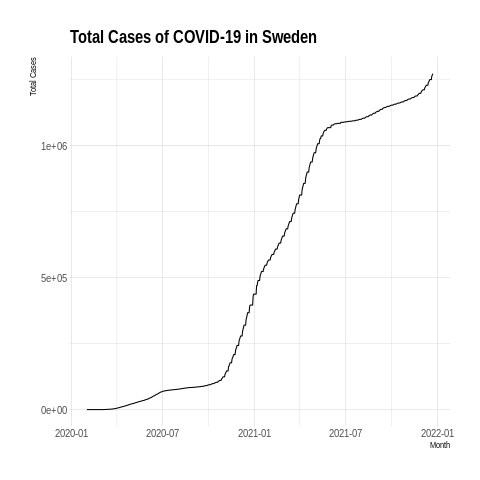 Total Cases of COVID-19 in Sweden
Total Cases
1e+06
5e+05
0e+00
2020-01 2020-07 2021-01 2021-07 2022-01
Month